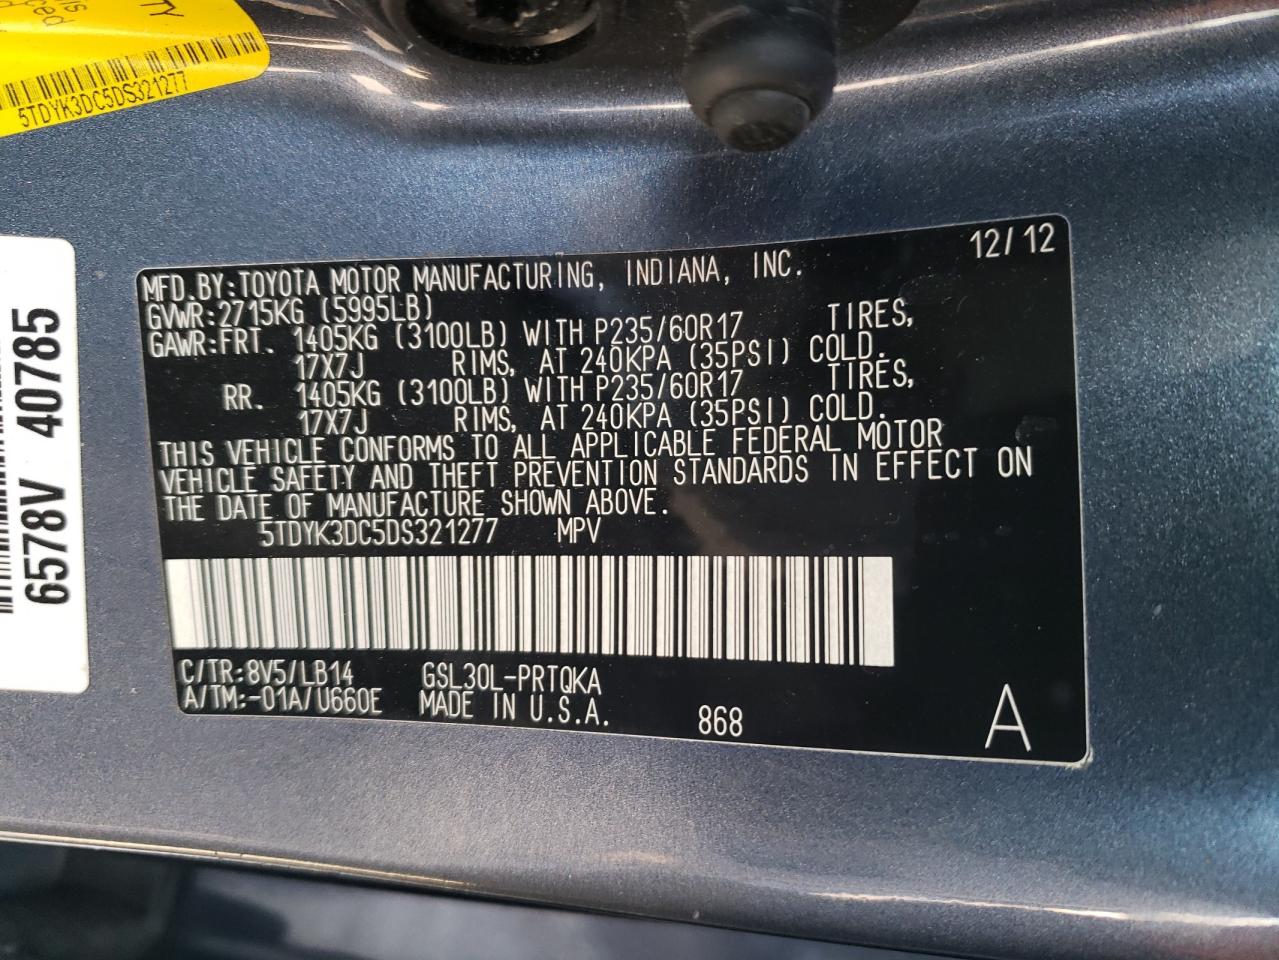 TY
5TDYK3DC5DS321277
6578V 40785
12/12
MFD.BY:TOYOTA MOTOR MANUFACTURING, INDIANA, INC.
GVWR:2715KG (5995LB)
GAWR:FRT. 1405KG (3100LB) WITH P235/60R17 TIRES,
17X7J RIMS, AT 240KPA (35PSI) COLD.
RR. 1405KG (3100LB) WITH P235/60R17 TIRES,
17X7J RIMS, AT 240KPA (35PSI) COLD.
THIS VEHICLE CONFORMS TO ALL APPLICABLE FEDERAL MOTOR
VEHICLE SAFETY AND THEFT PREVENTION STANDARDS IN EFFECT ON
THE DATE OF MANUFACTURE SHOWN ABOVE.
5TDYK3DC5DS321277 MPV
C/TR:8V5/LB14 GSL30L-PRTQKA
A/TM:-01A/U660E MADE IN U.S.A. 868 A